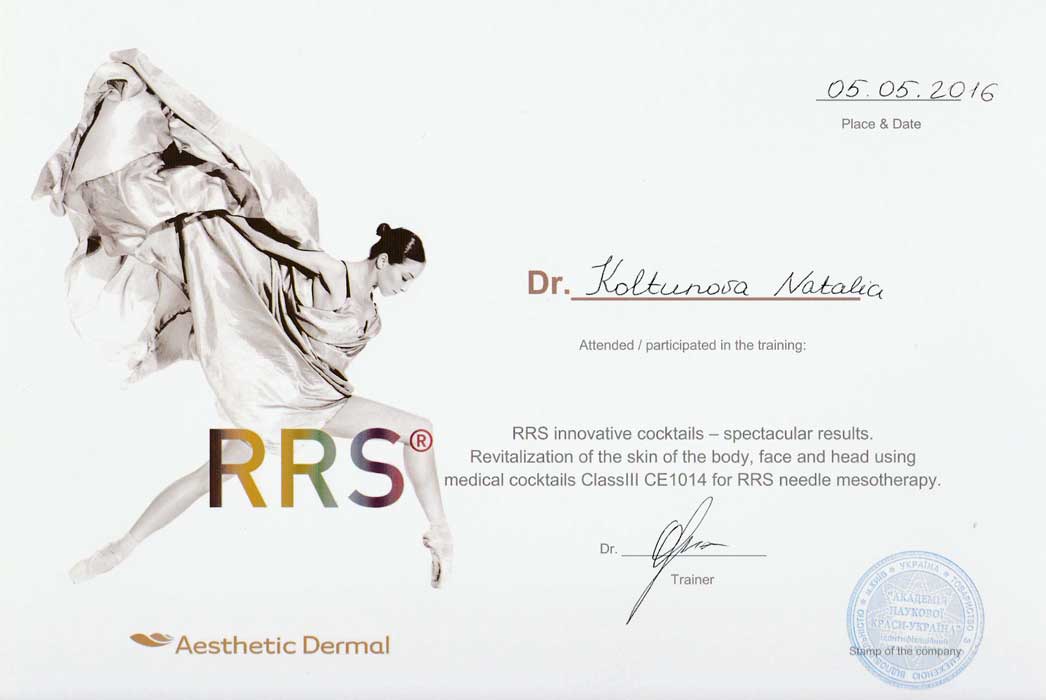 05.05.2016
Place & Date
Dr. Koltunova Natalia
Attended / participated in the training:
RRS®
RRS innovative cocktails – spectacular results.
Revitalization of the skin of the body, face and head using
medical cocktails ClassIII CE1014 for RRS needle mesotherapy.
Dr.
Trainer
Aesthetic Dermal
УКРАЇНА * ТОВАРИСТВО З
М.КИЇВ
"АКАДЕМІЯ
НАУКОВОЇ
КРАСИ-УКРАЇНА"
Stamp of the company